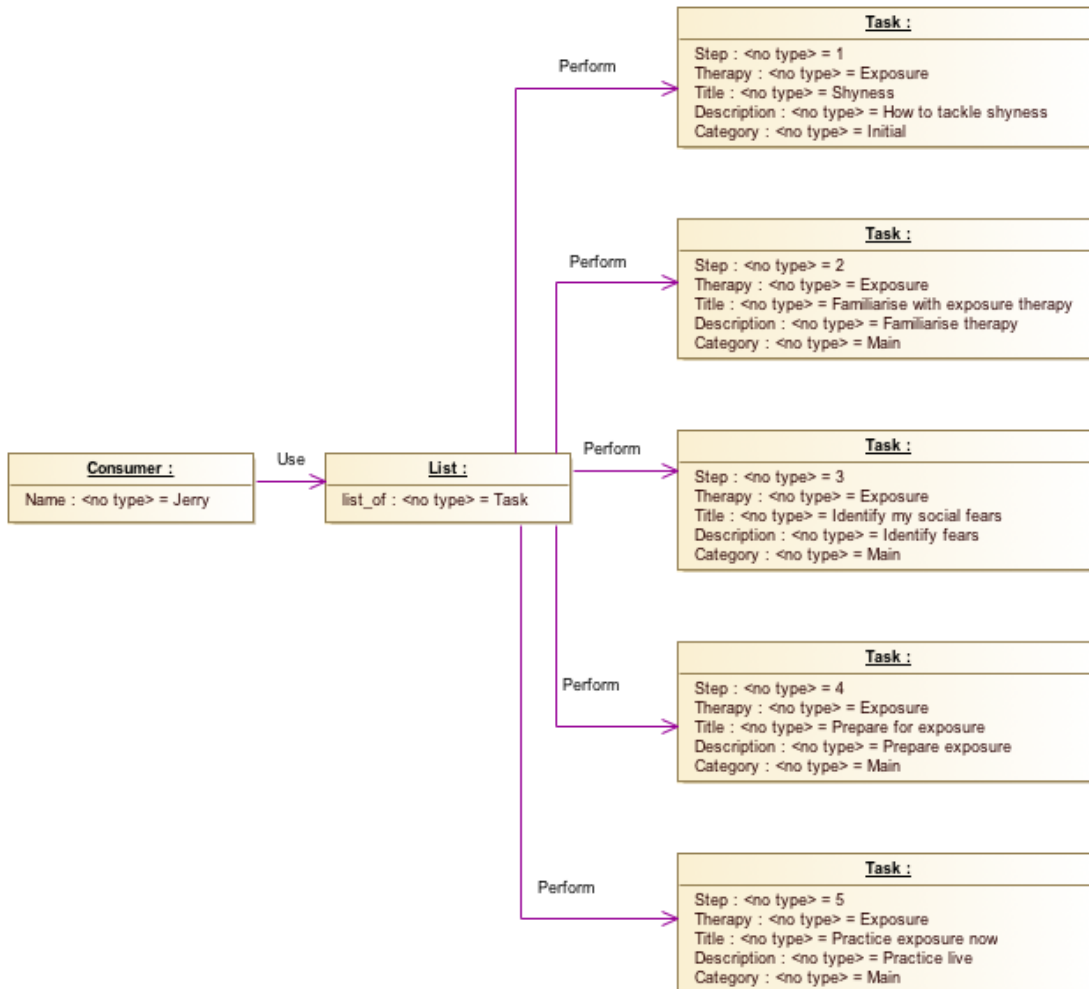 Task :
Step : <no type> = 1
Therapy : <no type> = Exposure
Title : <no type> = Shyness
Description : <no type> = How to tackle shyness
Category : <no type> = Initial
Perform
Task :
Step : <no type> = 2
Therapy : <no type> = Exposure
Title : <no type> = Familiarise with exposure therapy
Description : <no type> = Familiarise therapy
Category : <no type> = Main
Perform
Consumer :
Name : <no type> = Jerry
Use
List :
list_of : <no type> = Task
Perform
Task :
Step : <no type> = 3
Therapy : <no type> = Exposure
Title : <no type> = Identify my social fears
Description : <no type> = Identify fears
Category : <no type> = Main
Perform
Task :
Step : <no type> = 4
Therapy : <no type> = Exposure
Title : <no type> = Prepare for exposure
Description : <no type> = Prepare exposure
Category : <no type> = Main
Perform
Task :
Step : <no type> = 5
Therapy : <no type> = Exposure
Title : <no type> = Practice exposure now
Description : <no type> = Practice live
Category : <no type> = Main